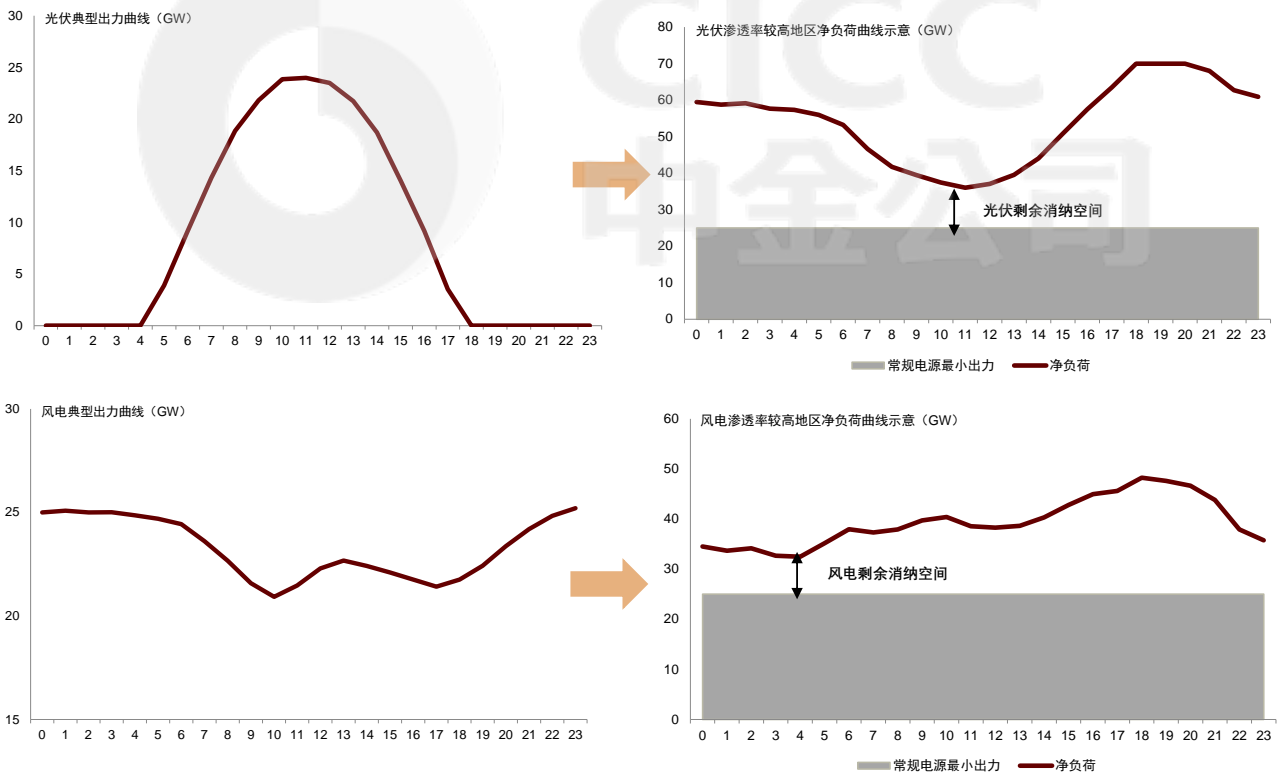 光伏典型出力曲线（GW）
30
25
20
15
10
5
0
0 1 2 3 4 5 6 7 8 9 10 11 12 13 14 15 16 17 18 19 20 21 22 23
光伏渗透率较高地区净负荷曲线示意（GW）
80
70
60
50
40
30
20
10
0
光伏剩余消纳空间
0 1 2 3 4 5 6 7 8 9 10 11 12 13 14 15 16 17 18 19 20 21 22 23
常规电源最小出力 净负荷
风电典型出力曲线（GW）
30
25
20
15
0 1 2 3 4 5 6 7 8 9 10 11 12 13 14 15 16 17 18 19 20 21 22 23
风电渗透率较高地区净负荷曲线示意（GW）
60
50
40
30
20
10
0
风电剩余消纳空间
0 1 2 3 4 5 6 7 8 9 10 11 12 13 14 15 16 17 18 19 20 21 22 23
常规电源最小出力 净负荷
CICC
中金公司